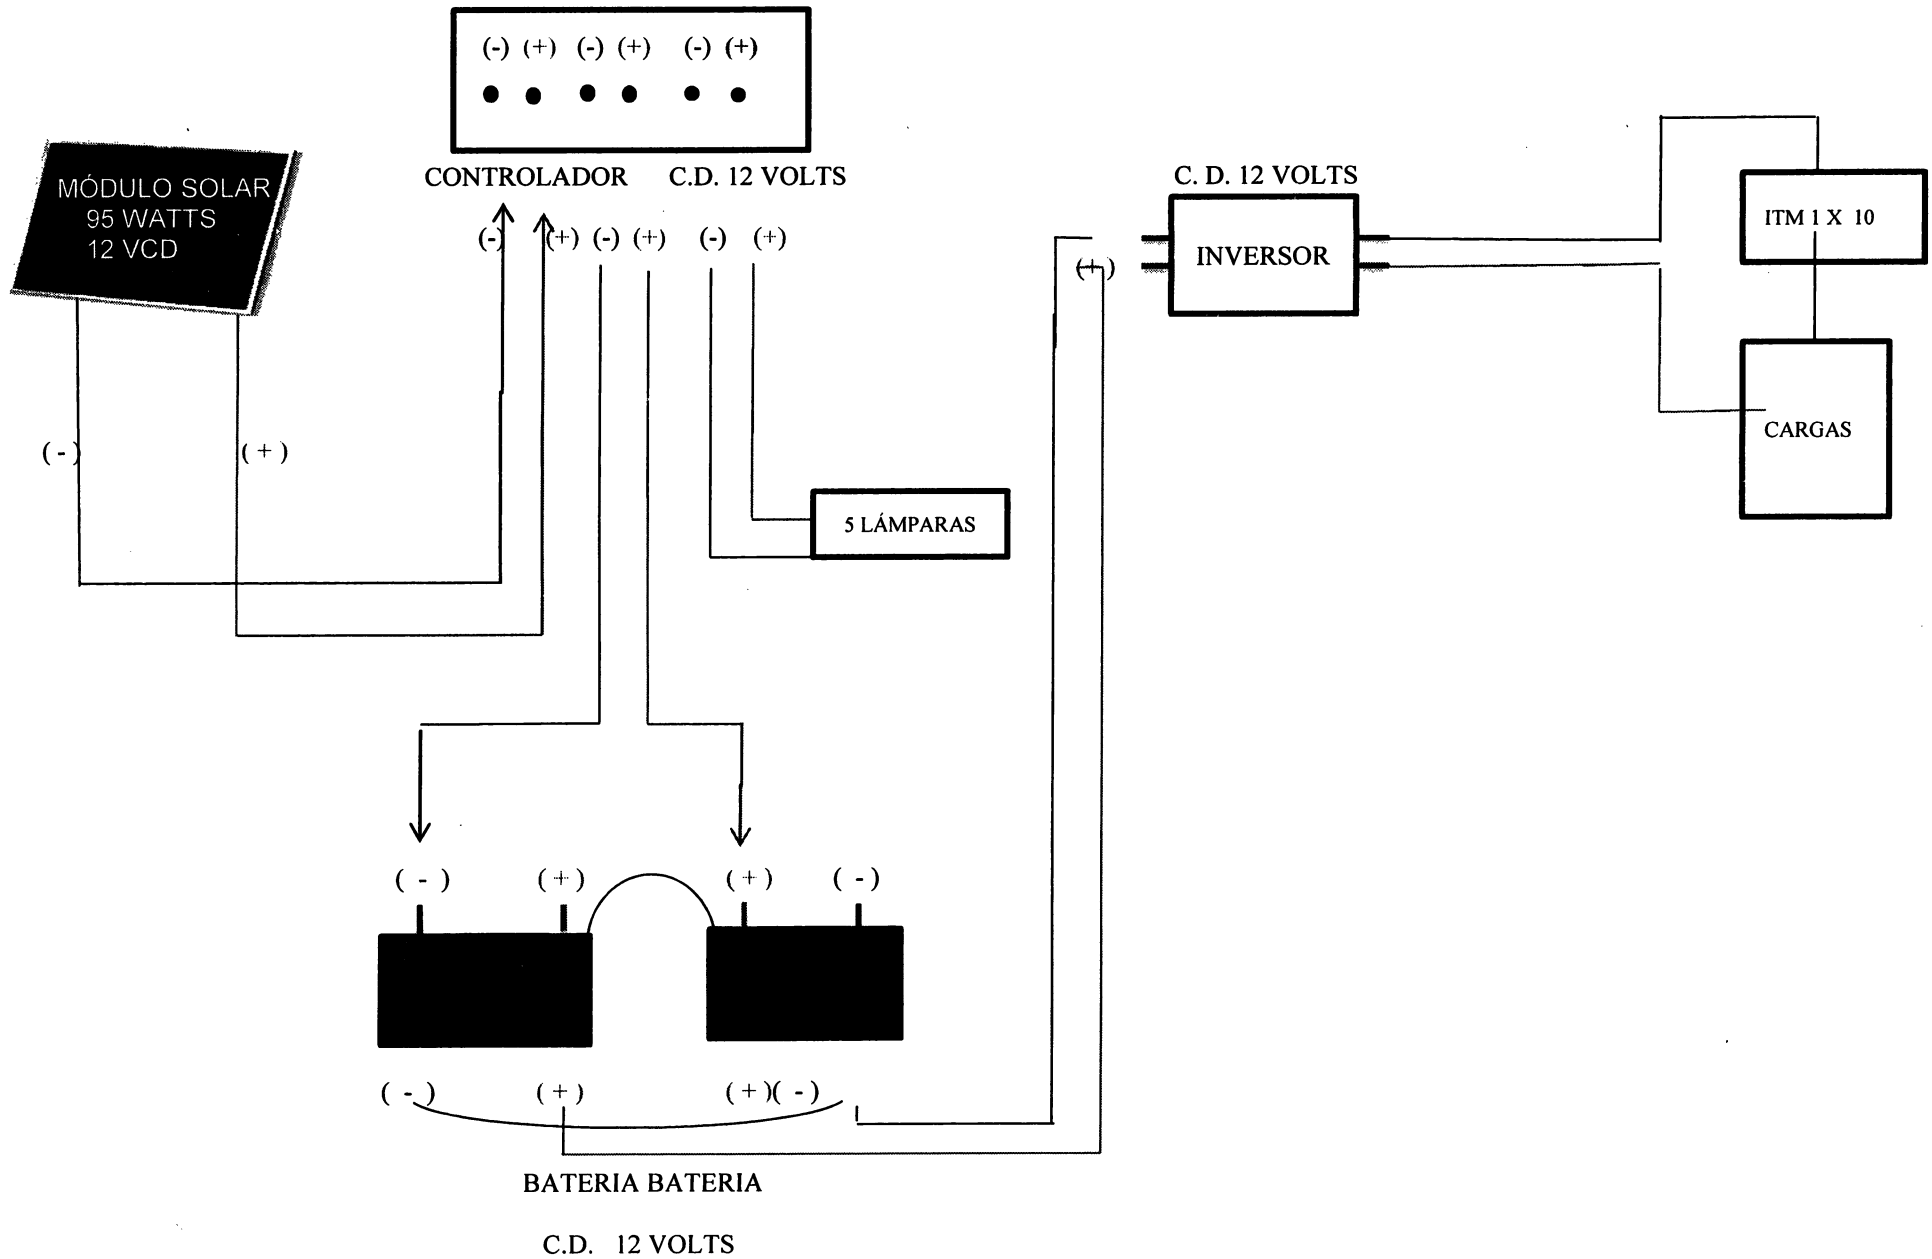 (-) (+) (-) (+) (-) (+)
CONTROLADOR C.D. 12 VOLTS
(-) (+) (-) (+) (-) (+)
MÓDULO SOLAR
95 WATTS
12 VCD
(-) (+)
5 LÁMPARAS
C. D. 12 VOLTS
(+)
INVERSOR
ITM 1 X 10
CARGAS
(-) (+) (+) (-)
(-) (+) (+)(-)
BATERIA BATERIA
C.D. 12 VOLTS